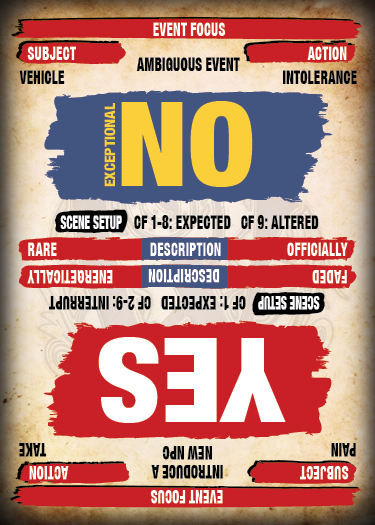 EVENT FOCUS
SUBJECT AMBIGUOUS EVENT ACTION
VEHICLE INTOLERANCE
EXCEPTIONAL NO
SCENE SETUP CF 1-8: EXPECTED CF 9: ALTERED
RARE DESCRIPTION OFFICIALLY
FADED DESCRIPTION ENERGETICALLY
SCENE SETUP CF 1: EXPECTED CF 2-9: INTERRUPT
YES
PAIN INTRODUCE A NEW NPC TAKE
SUBJECT ACTION
EVENT FOCUS